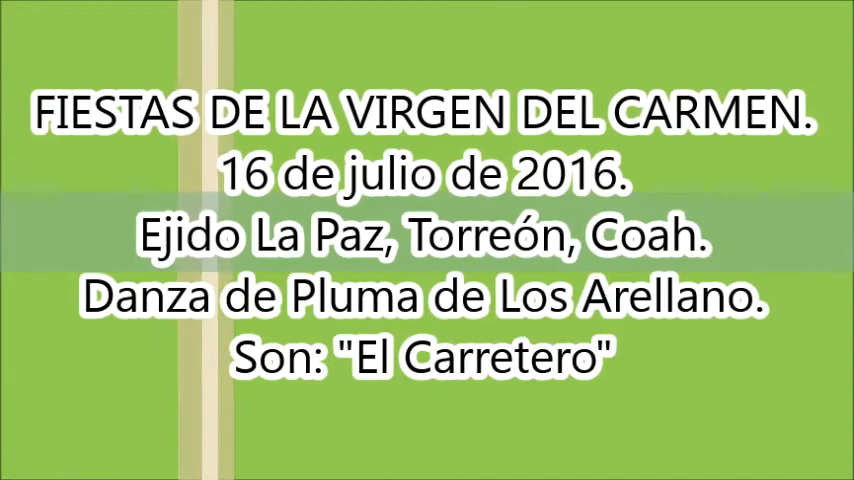 FIESTAS DE LA VIRGEN DEL CARMEN.
16 de julio de 2016.
Ejido La Paz, Torreón, Coah.
Danza de Pluma de Los Arellano.
Son: "El Carretero"